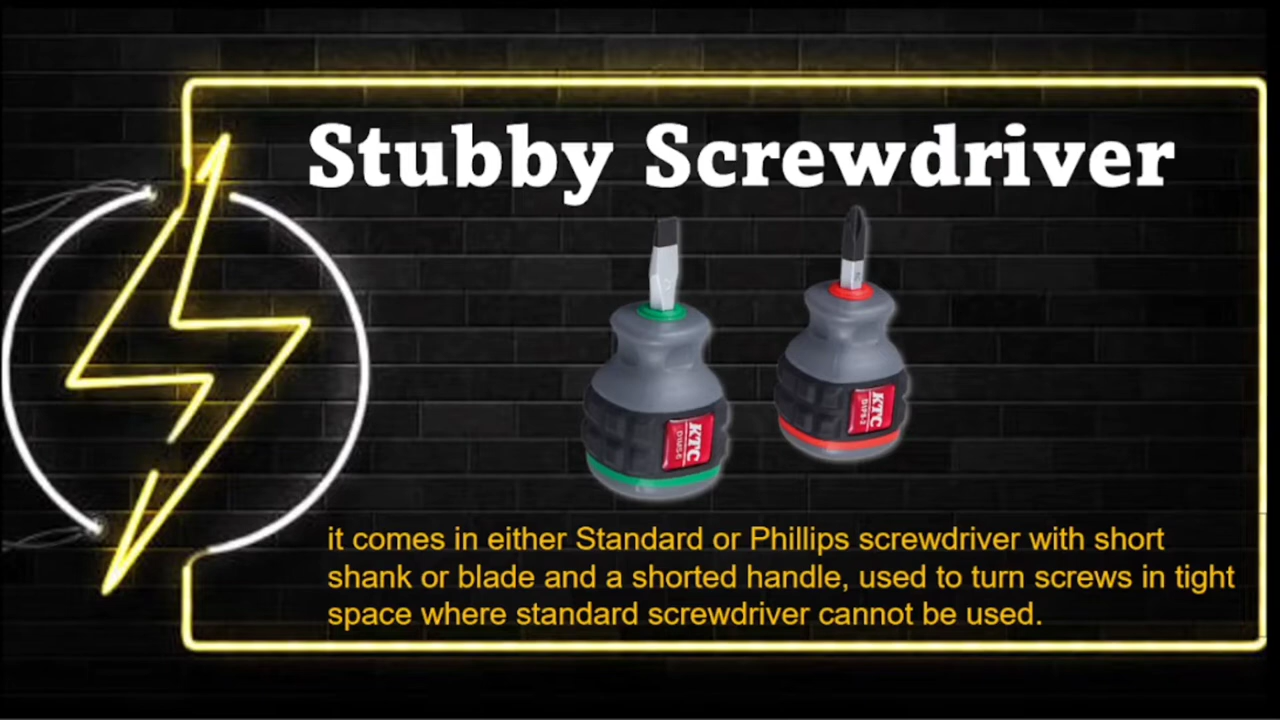 Stubby Screwdriver
KTC
KTC
it comes in either Standard or Phillips screwdriver with short
shank or blade and a shorted handle, used to turn screws in tight
space where standard screwdriver cannot be used.